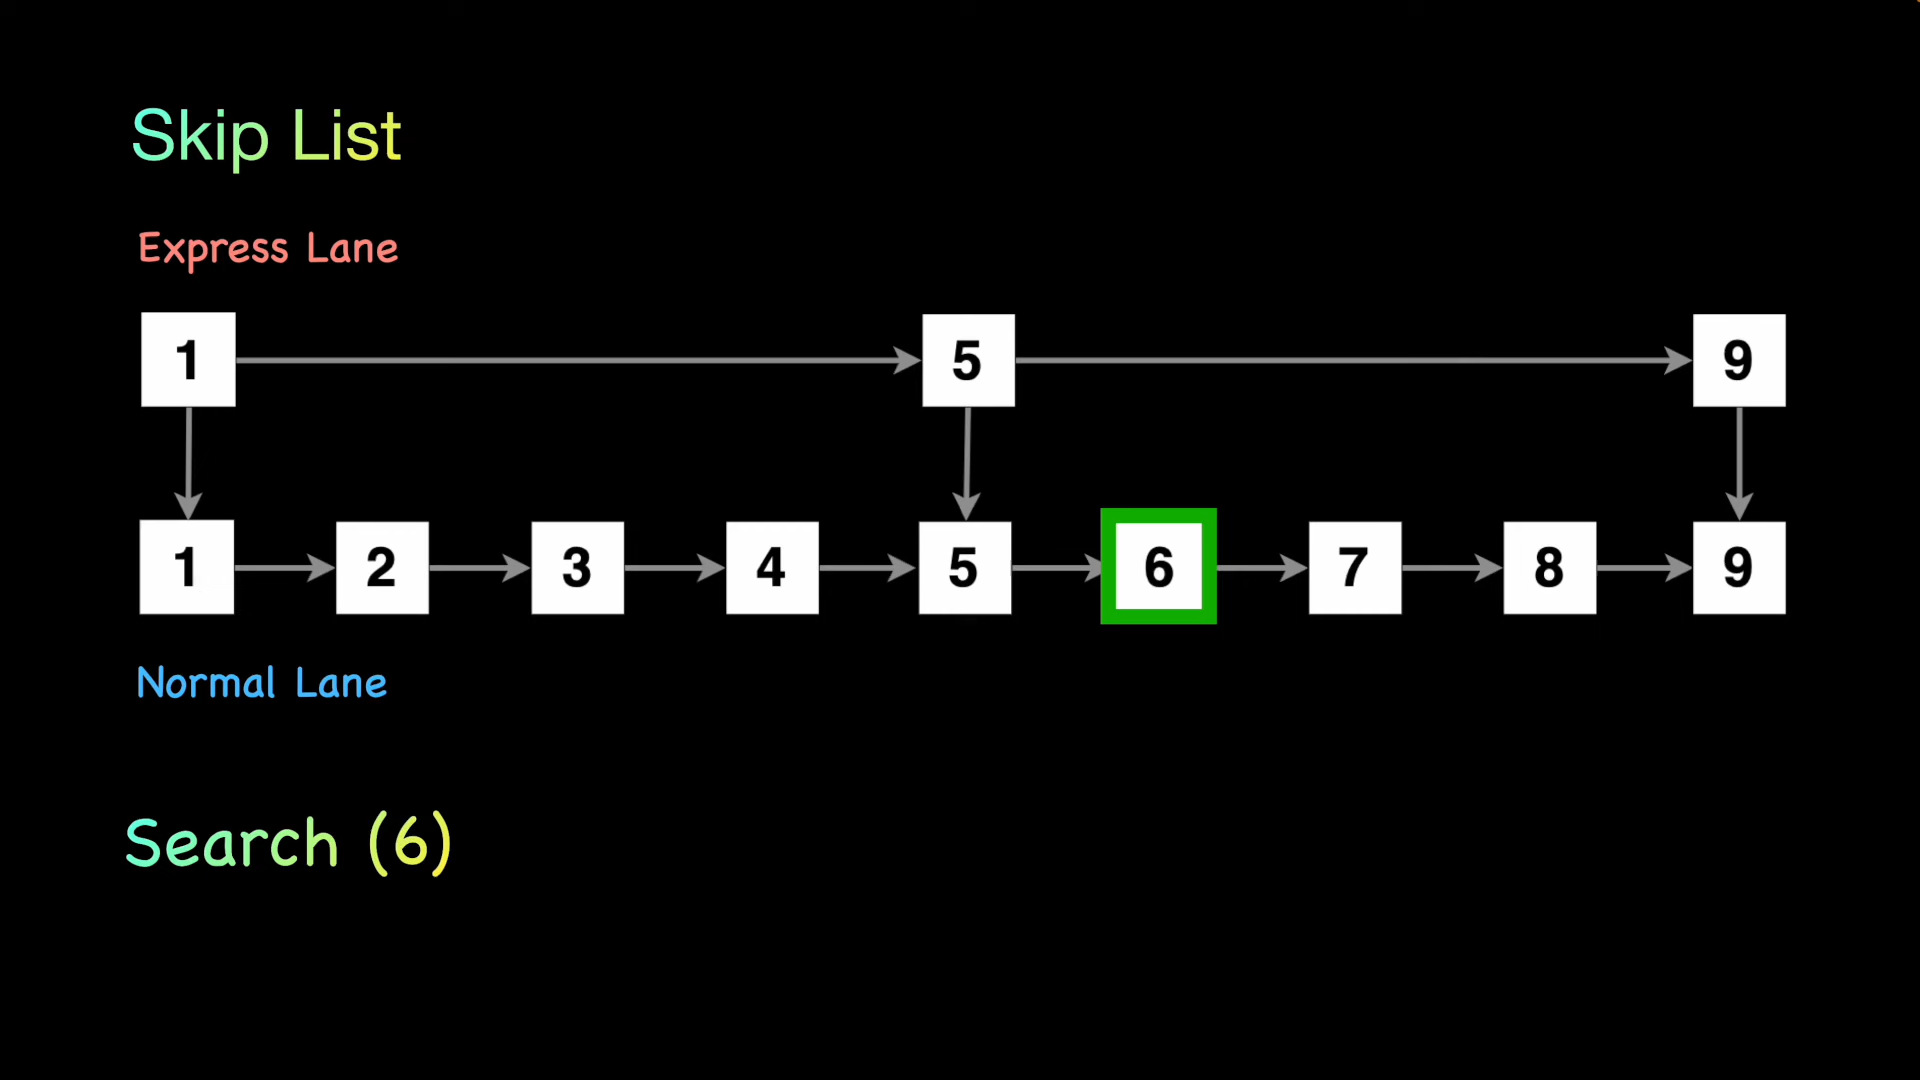 Skip List
Express Lane
1 5 9
1 2 3 4 5 6 7 8 9
Normal Lane
Search (6)